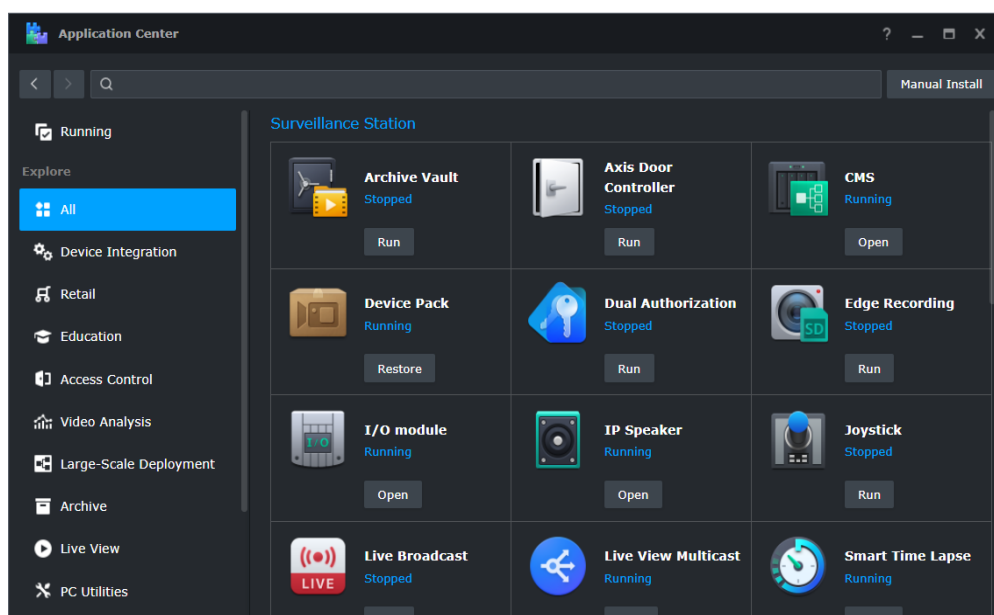 Application Center
?
Manual Install
Running
Explore
All
Device Integration
Retail
Education
Access Control
Video Analysis
Large-Scale Deployment
Archive
Live View
PC Utilities
Surveillance Station
Archive Vault
Stopped
Run
Axis Door
Controller
Stopped
Run
CMS
Running
Open
Device Pack
Running
Restore
Dual Authorization
Stopped
Run
Edge Recording
SD
Stopped
Run
I/O
I/O module
Running
Open
IP Speaker
Running
Open
Joystick
Stopped
Run
LIVE
Live Broadcast
Stopped
Live View Multicast
Running
Smart Time Lapse
Running